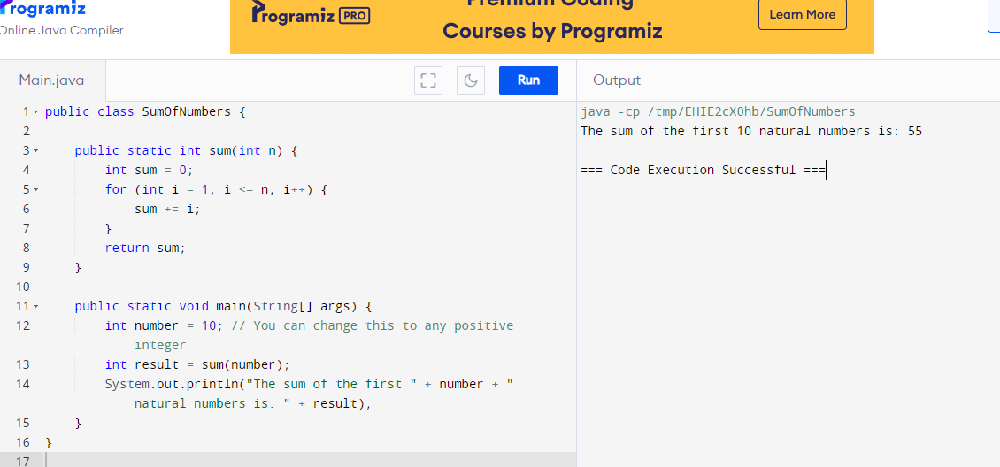 Programiz
Online Java Compiler
Programiz PRO
Premium Coding
Courses by Programiz
Learn More
Main.java
Run
1 public class SumOfNumbers {
2
3     public static int sum(int n) {
4         int sum = 0;
5         for (int i = 1; i <= n; i++) {
6             sum += i;
7         }
8         return sum;
9     }
10
11     public static void main(String[] args) {
12         int number = 10; // You can change this to any positive
integer
13         int result = sum(number);
14         System.out.println("The sum of the first " + number + "
natural numbers is: " + result);
15     }
16 }
17
Output
java -cp /tmp/EHIE2cX0hb/SumOfNumbers
The sum of the first 10 natural numbers is: 55
=== Code Execution Successful ===